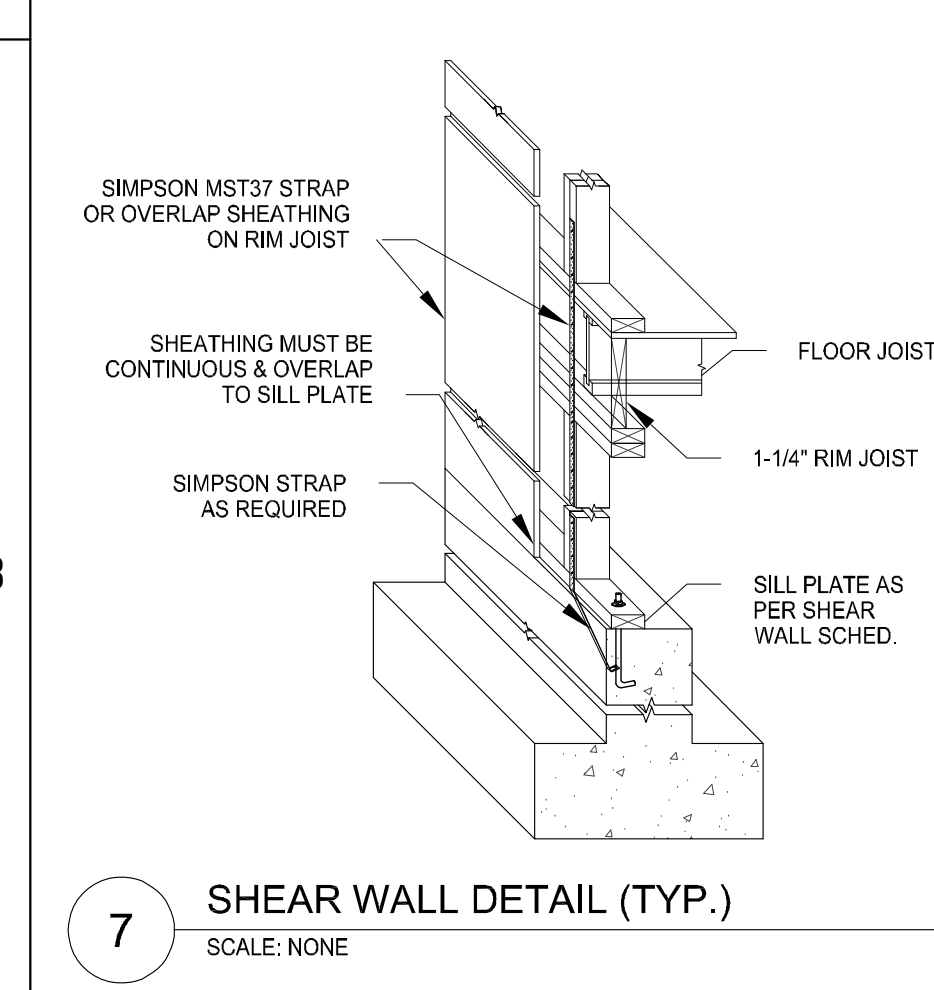 SIMPSON MST37 STRAP
OR OVERLAP SHEATHING
ON RIM JOIST
SHEATHING MUST BE
CONTINUOUS & OVERLAP
TO SILL PLATE
SIMPSON STRAP
AS REQUIRED
FLOOR JOIST
1-1/4" RIM JOIST
SILL PLATE AS
PER SHEAR
WALL SCHED.
7
SHEAR WALL DETAIL (TYP.)
SCALE: NONE